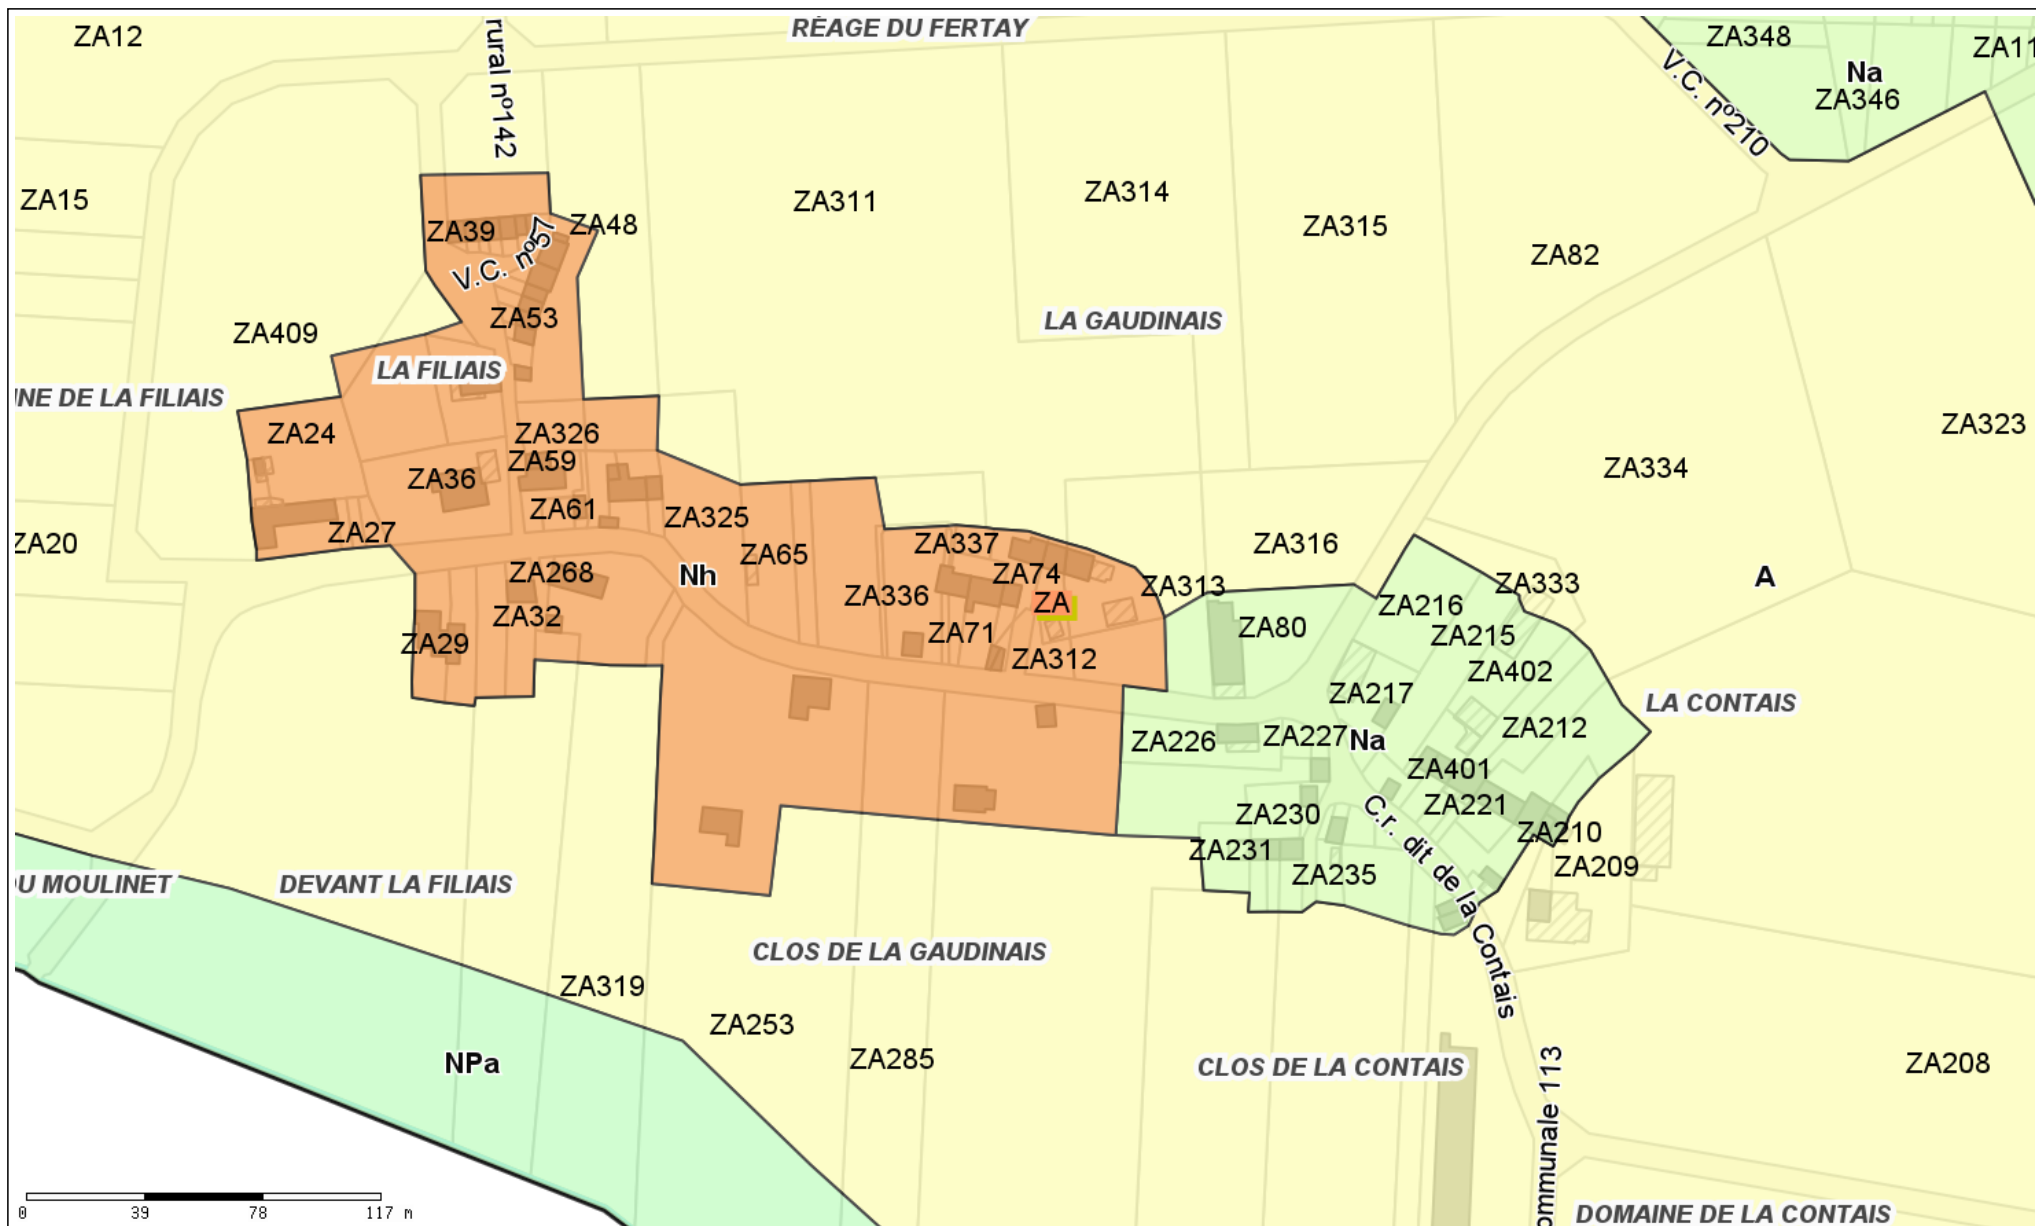 ZA12
RÉAGE DU FERTAY
ZA348
ZA11
Na
ZA346
V.C. nº210
rural nº142
ZA15
ZA311
ZA314
ZA315
ZA82
ZA39
ZA48
V.C. nº57
ZA53
ZA409
LA GAUDINAIS
LA FILIAIS
INE DE LA FILIAIS
ZA24
ZA326
ZA59
ZA36
ZA61
ZA27
ZA325
ZA65
ZA20
ZA323
ZA334
ZA316
ZA337
ZA74
ZA
ZA313
ZA333
A
Nh
ZA268
ZA32
ZA29
ZA336
ZA71
ZA312
ZA80
ZA216
ZA215
ZA402
ZA217
LA CONTAIS
ZA226
ZA227
Na
ZA212
ZA401
ZA221
ZA230
ZA210
ZA231
ZA235
ZA209
C.r. dit de la Contais
U MOULINET
DEVANT LA FILIAIS
CLOS DE LA GAUDINAIS
ZA319
ZA253
ZA285
NPa
CLOS DE LA CONTAIS
ZA208
ommunale 113
DOMAINE DE LA CONTAIS
0 39 78 117 m